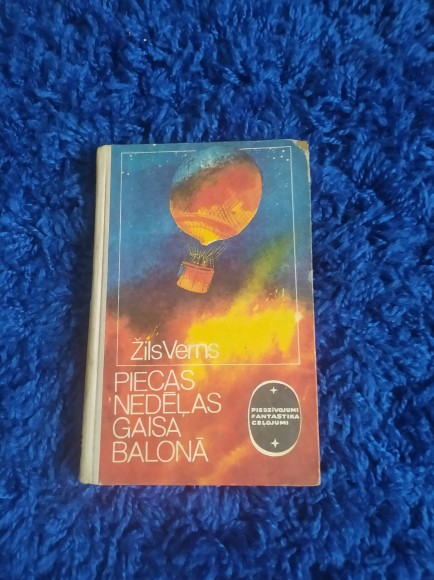 Žils Verns
PIECAS
NEDĒĻAS
GAISA
BALONĀ
PIEDZĪVOJUMI
FANTASTIKA
CEĻOJUMI